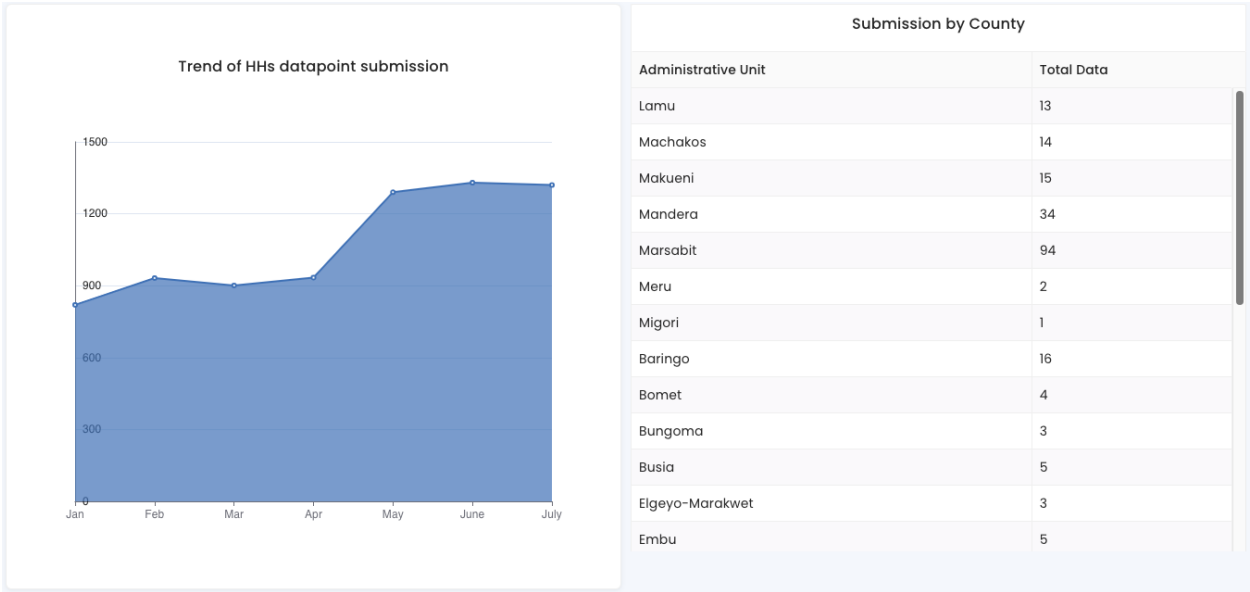 Trend of HHs datapoint submission
1500
1200
900
600
300
0
Jan Feb Mar Apr May June July
Submission by County
Administrative Unit Total Data
Lamu 13
Machakos 14
Makueni 15
Mandera 34
Marsabit 94
Meru 2
Migori 1
Baringo 16
Bomet 4
Bungoma 3
Busia 5
Elgeyo-Marakwet 3
Embu 5